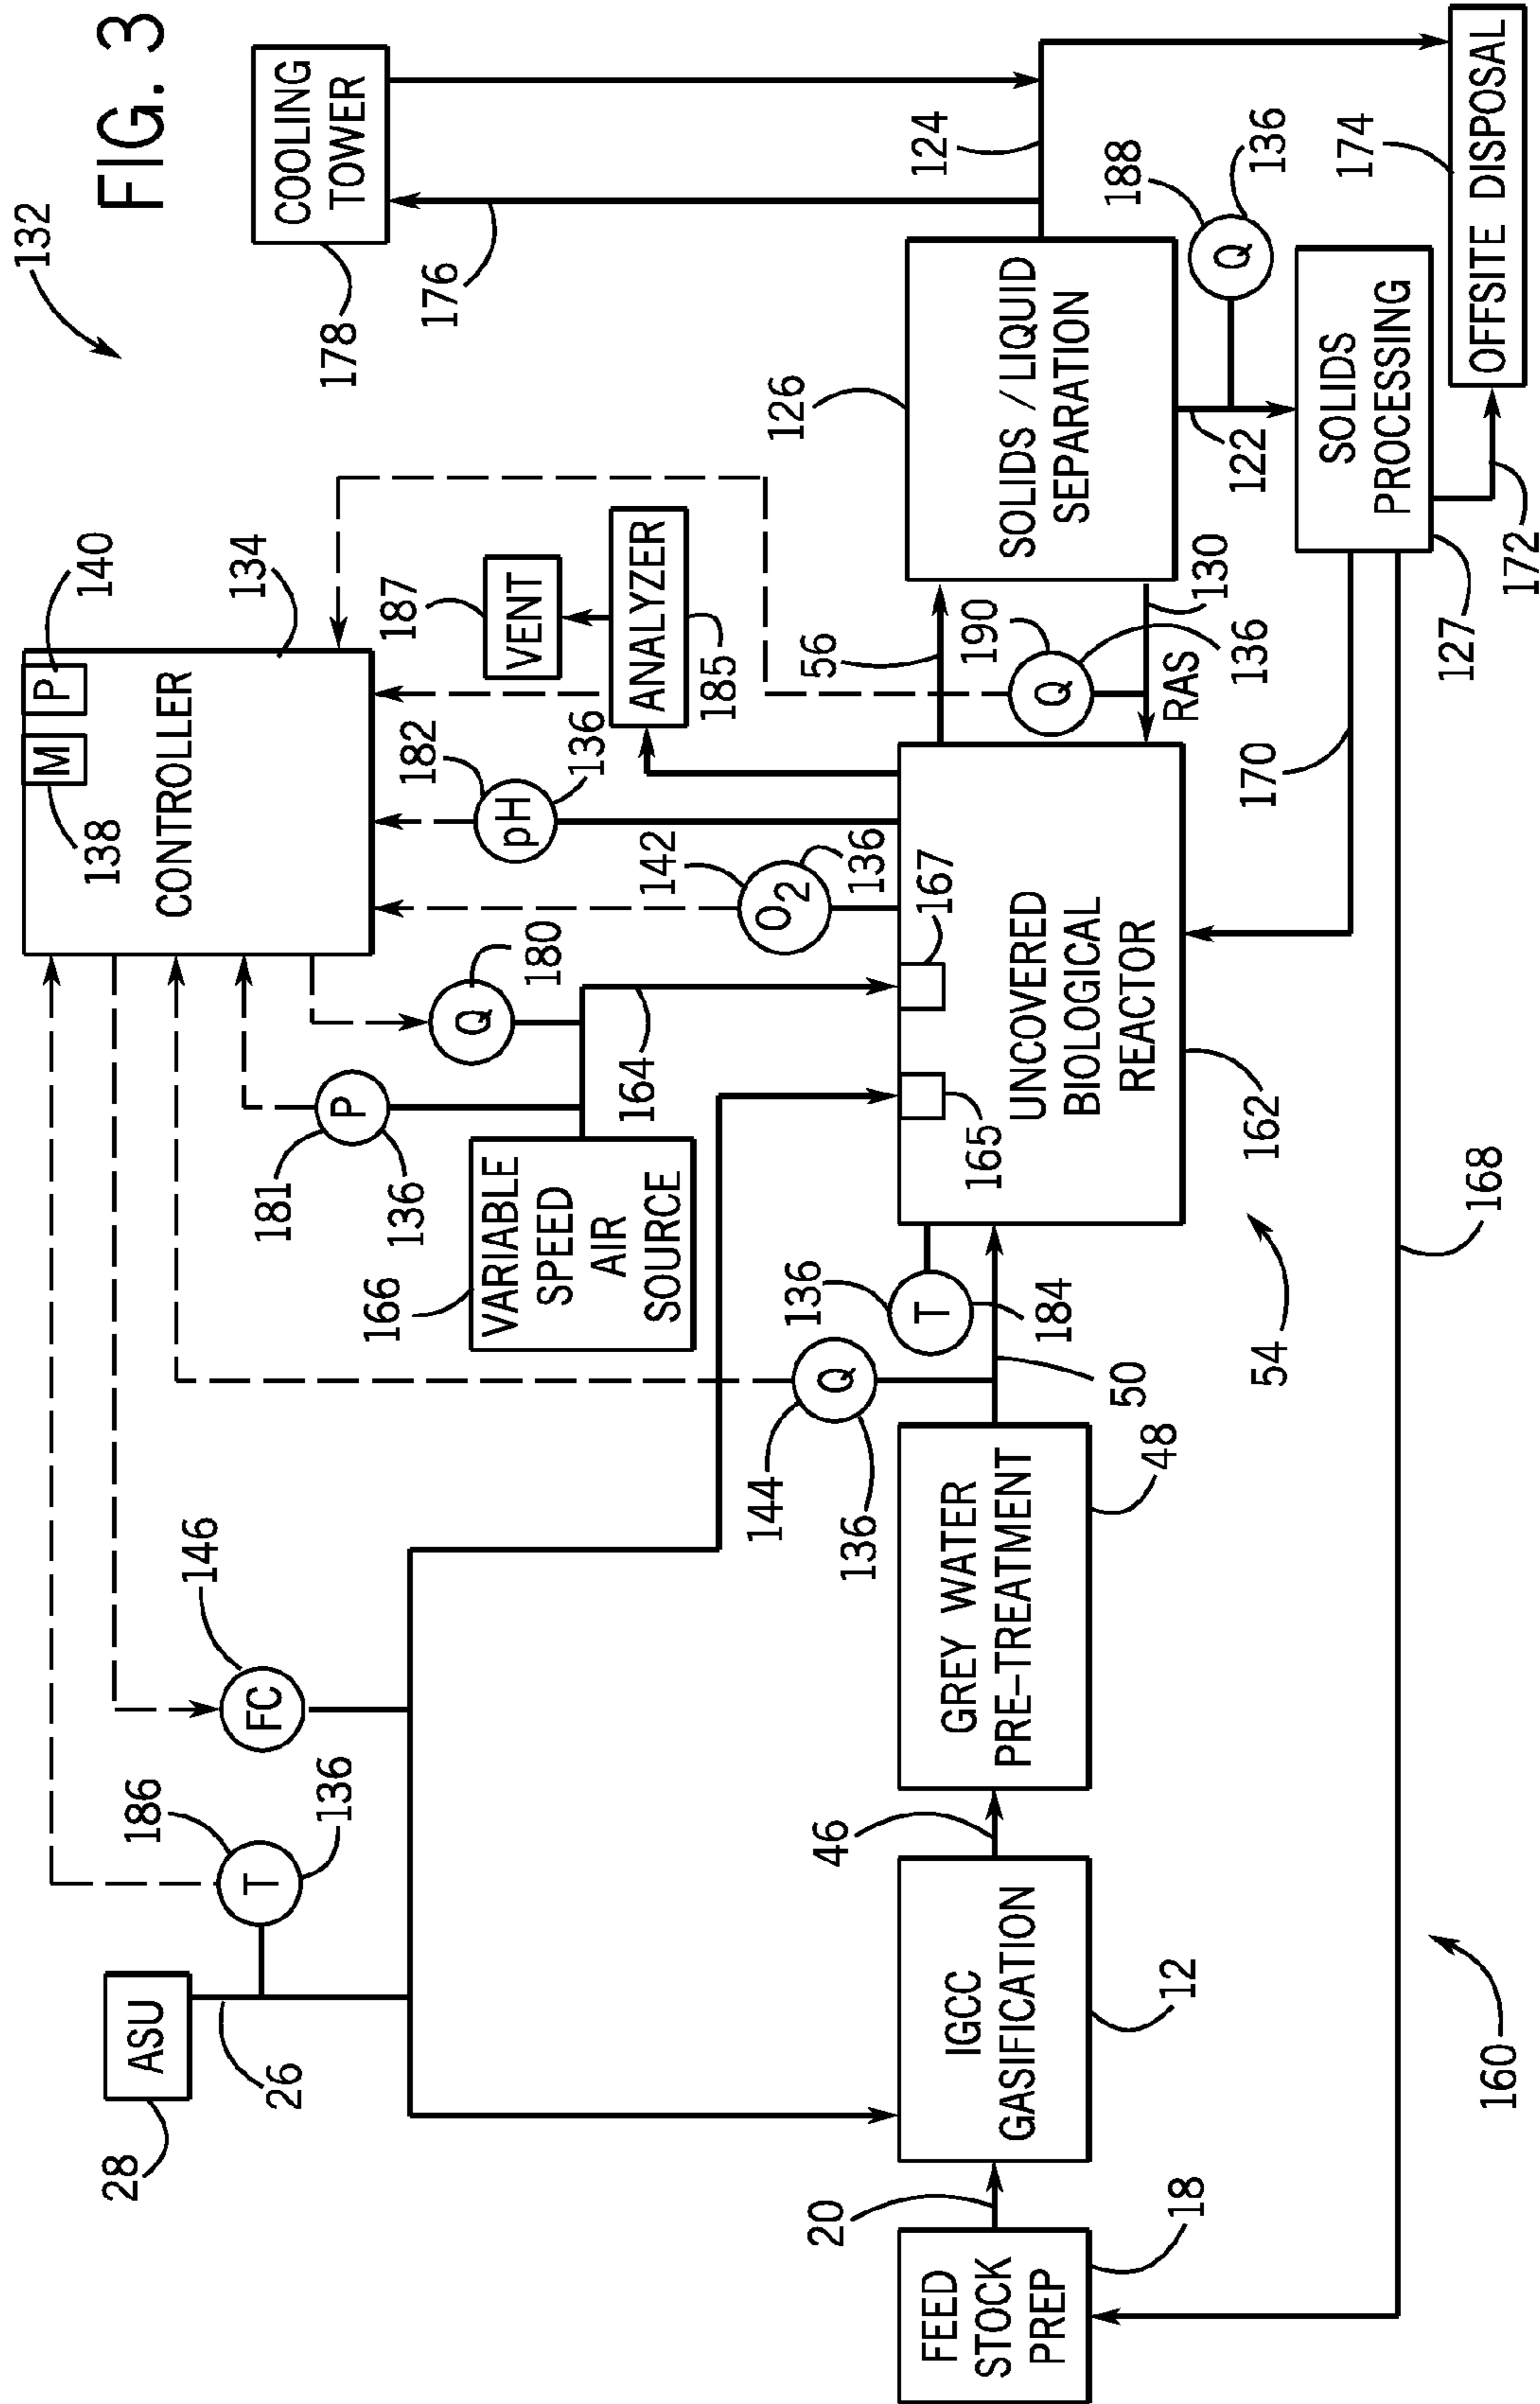 FIG. 3
132
28
ASU
26
186
T
136
146
FC
138
M
P
140
CONTROLLER
134
181
P
136
Q
180
166
VARIABLE
SPEED
AIR
SOURCE
164
142
O2
136
182
pH
136
187
VENT
ANALYZER
185
178
COOLING
TOWER
176
124
144
Q
136
136
T
184
165
167
UNCOVERED
BIOLOGICAL
REACTOR
162
54
56
190
Q
136
130
RAS
126
SOLIDS / LIQUID
SEPARATION
122
188
Q
136
FEED
STOCK
PREP
18
20
IGCC
GASIFICATION
12
46
GREY WATER
PRE-TREATMENT
48
50
170
168
SOLIDS
PROCESSING
127
172
174
OFFSITE DISPOSAL
160